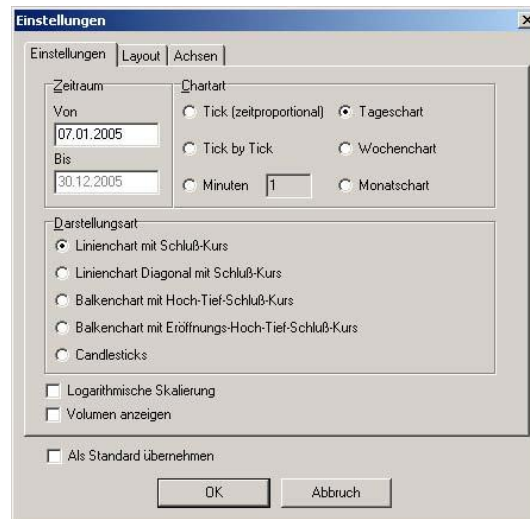 Einstellungen
Einstellungen Layout Achsen
Zeitraum
Von
07.01.2005
Bis
30.12.2005
Chartart
Tick (zeitproportional) Tageschart
Tick by Tick Wochenchart
Minuten 1 Monatschart
Darstellungsart
Linienchart mit Schluß-Kurs
Linienchart Diagonal mit Schluß-Kurs
Balkenchart mit Hoch-Tief-Schluß-Kurs
Balkenchart mit Eröffnungs-Hoch-Tief-Schluß-Kurs
Candlesticks
Logarithmische Skalierung
Volumen anzeigen
Als Standard übernehmen
OK Abbruch